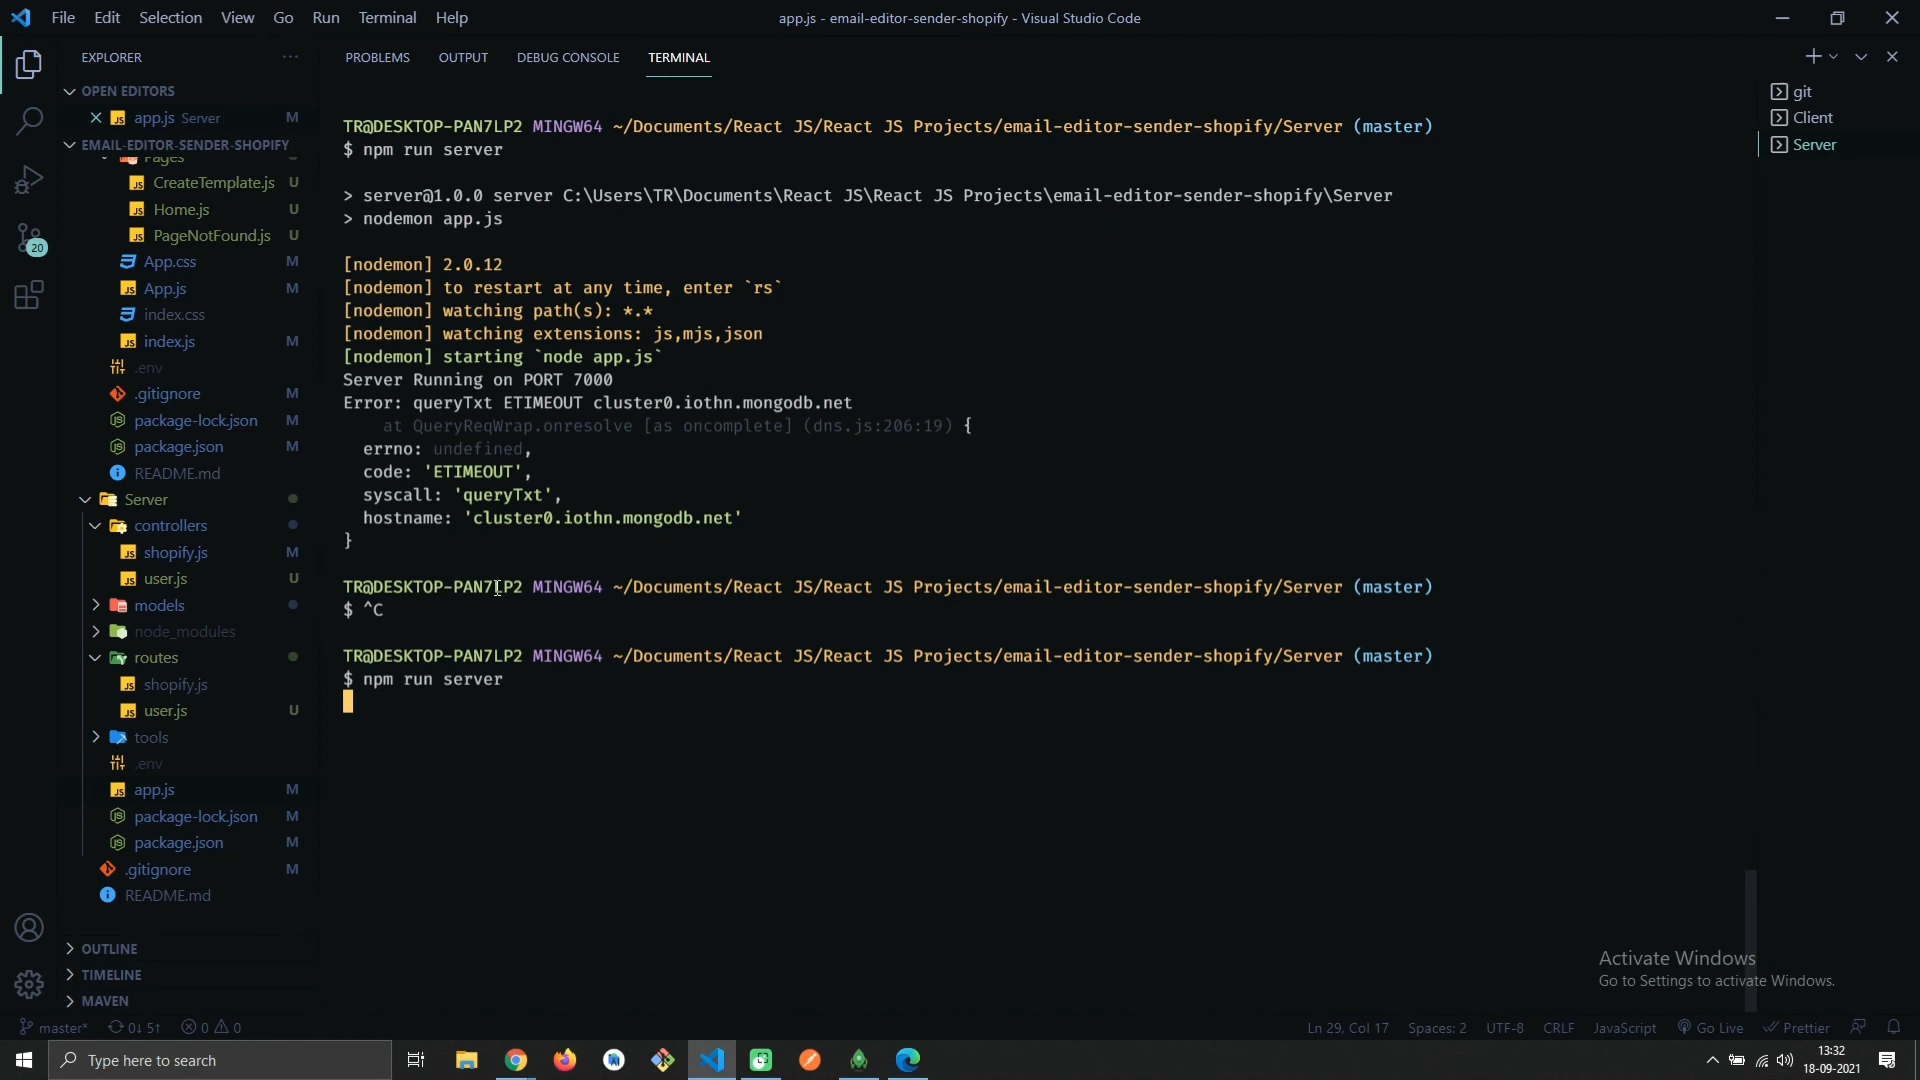 File Edit Selection View Go Run Terminal Help
app.js - email-editor-sender-shopify - Visual Studio Code
EXPLORER
OPEN EDITORS
app.js Server M
EMAIL-EDITOR-SENDER-SHOPIFY
Pages
CreateTemplate.js U
Home.js U
PageNotFound.js U
App.css M
App.js M
index.css
index.js M
.env
.gitignore M
package-lock.json M
package.json M
README.md
Server
controllers
shopify.js M
user.js U
models
node_modules
routes
shopify.js
user.js U
tools
.env
app.js M
package-lock.json M
package.json M
.gitignore M
README.md
OUTLINE
TIMELINE
MAVEN
20
PROBLEMS OUTPUT DEBUG CONSOLE TERMINAL
TR@DESKTOP-PAN7LP2 MINGW64 ~/Documents/React JS/React JS Projects/email-editor-sender-shopify/Server (master)
$ npm run server
> server@1.0.0 server C:\Users\TR\Documents\React JS\React JS Projects\email-editor-sender-shopify\Server
> nodemon app.js
[nodemon] 2.0.12
[nodemon] to restart at any time, enter `rs`
[nodemon] watching path(s): *.*
[nodemon] watching extensions: js,mjs,json
[nodemon] starting `node app.js`
Server Running on PORT 7000
Error: queryTxt ETIMEOUT cluster0.iothn.mongodb.net
at QueryReqWrap.onresolve [as oncomplete] (dns.js:206:19) {
errno: undefined,
code: 'ETIMEOUT',
syscall: 'queryTxt',
hostname: 'cluster0.iothn.mongodb.net'
}
TR@DESKTOP-PAN7LP2 MINGW64 ~/Documents/React JS/React JS Projects/email-editor-sender-shopify/Server (master)
$ ^C
TR@DESKTOP-PAN7LP2 MINGW64 ~/Documents/React JS/React JS Projects/email-editor-sender-shopify/Server (master)
$ npm run server
git
Client
Server
Activate Windows
Go to Settings to activate Windows.
master* 0↓ 5↑ 0 0
Ln 29, Col 17 Spaces: 2 UTF-8 CRLF JavaScript Go Live Prettier
Type here to search
13:32
18-09-2021